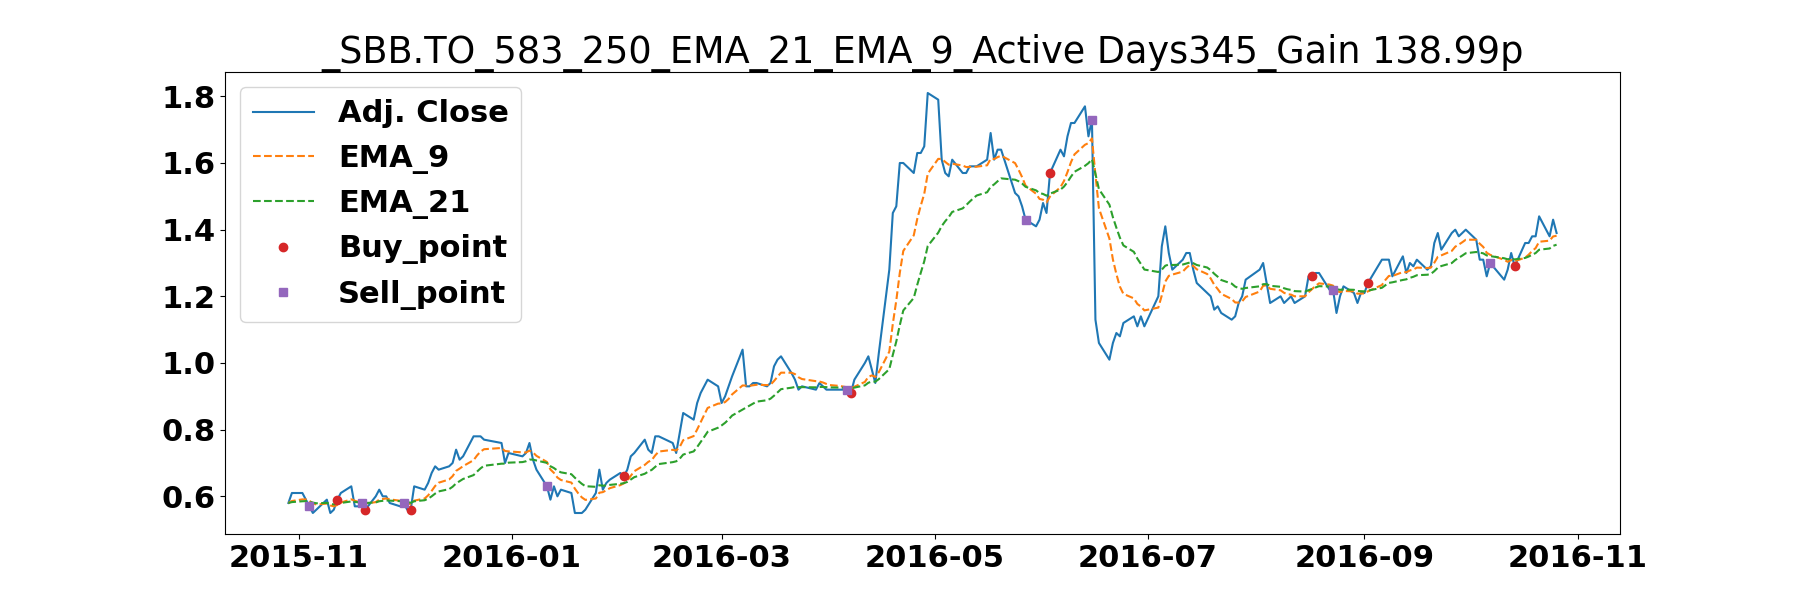 _SBB.TO_583_250_EMA_21_EMA_9_Active Days345_Gain 138.99p
Adj. Close
EMA_9
EMA_21
Buy_point
Sell_point
1.8
1.6
1.4
1.2
1.0
0.8
0.6
2015-11 2016-01 2016-03 2016-05 2016-07 2016-09 2016-11